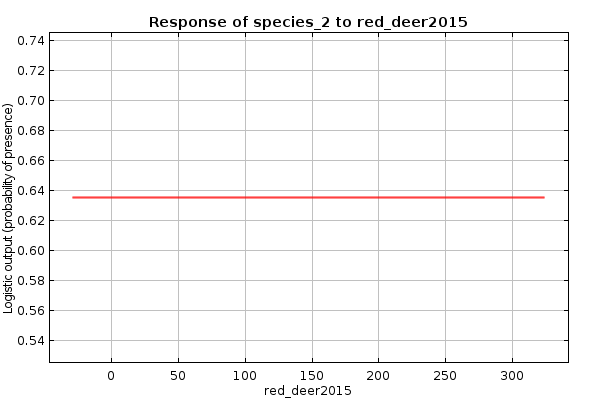 Response of species_2 to red_deer2015
Logistic output (probability of presence)
0.74
0.72
0.70
0.68
0.66
0.64
0.62
0.60
0.58
0.56
0.54
0 50 100 150 200 250 300
red_deer2015